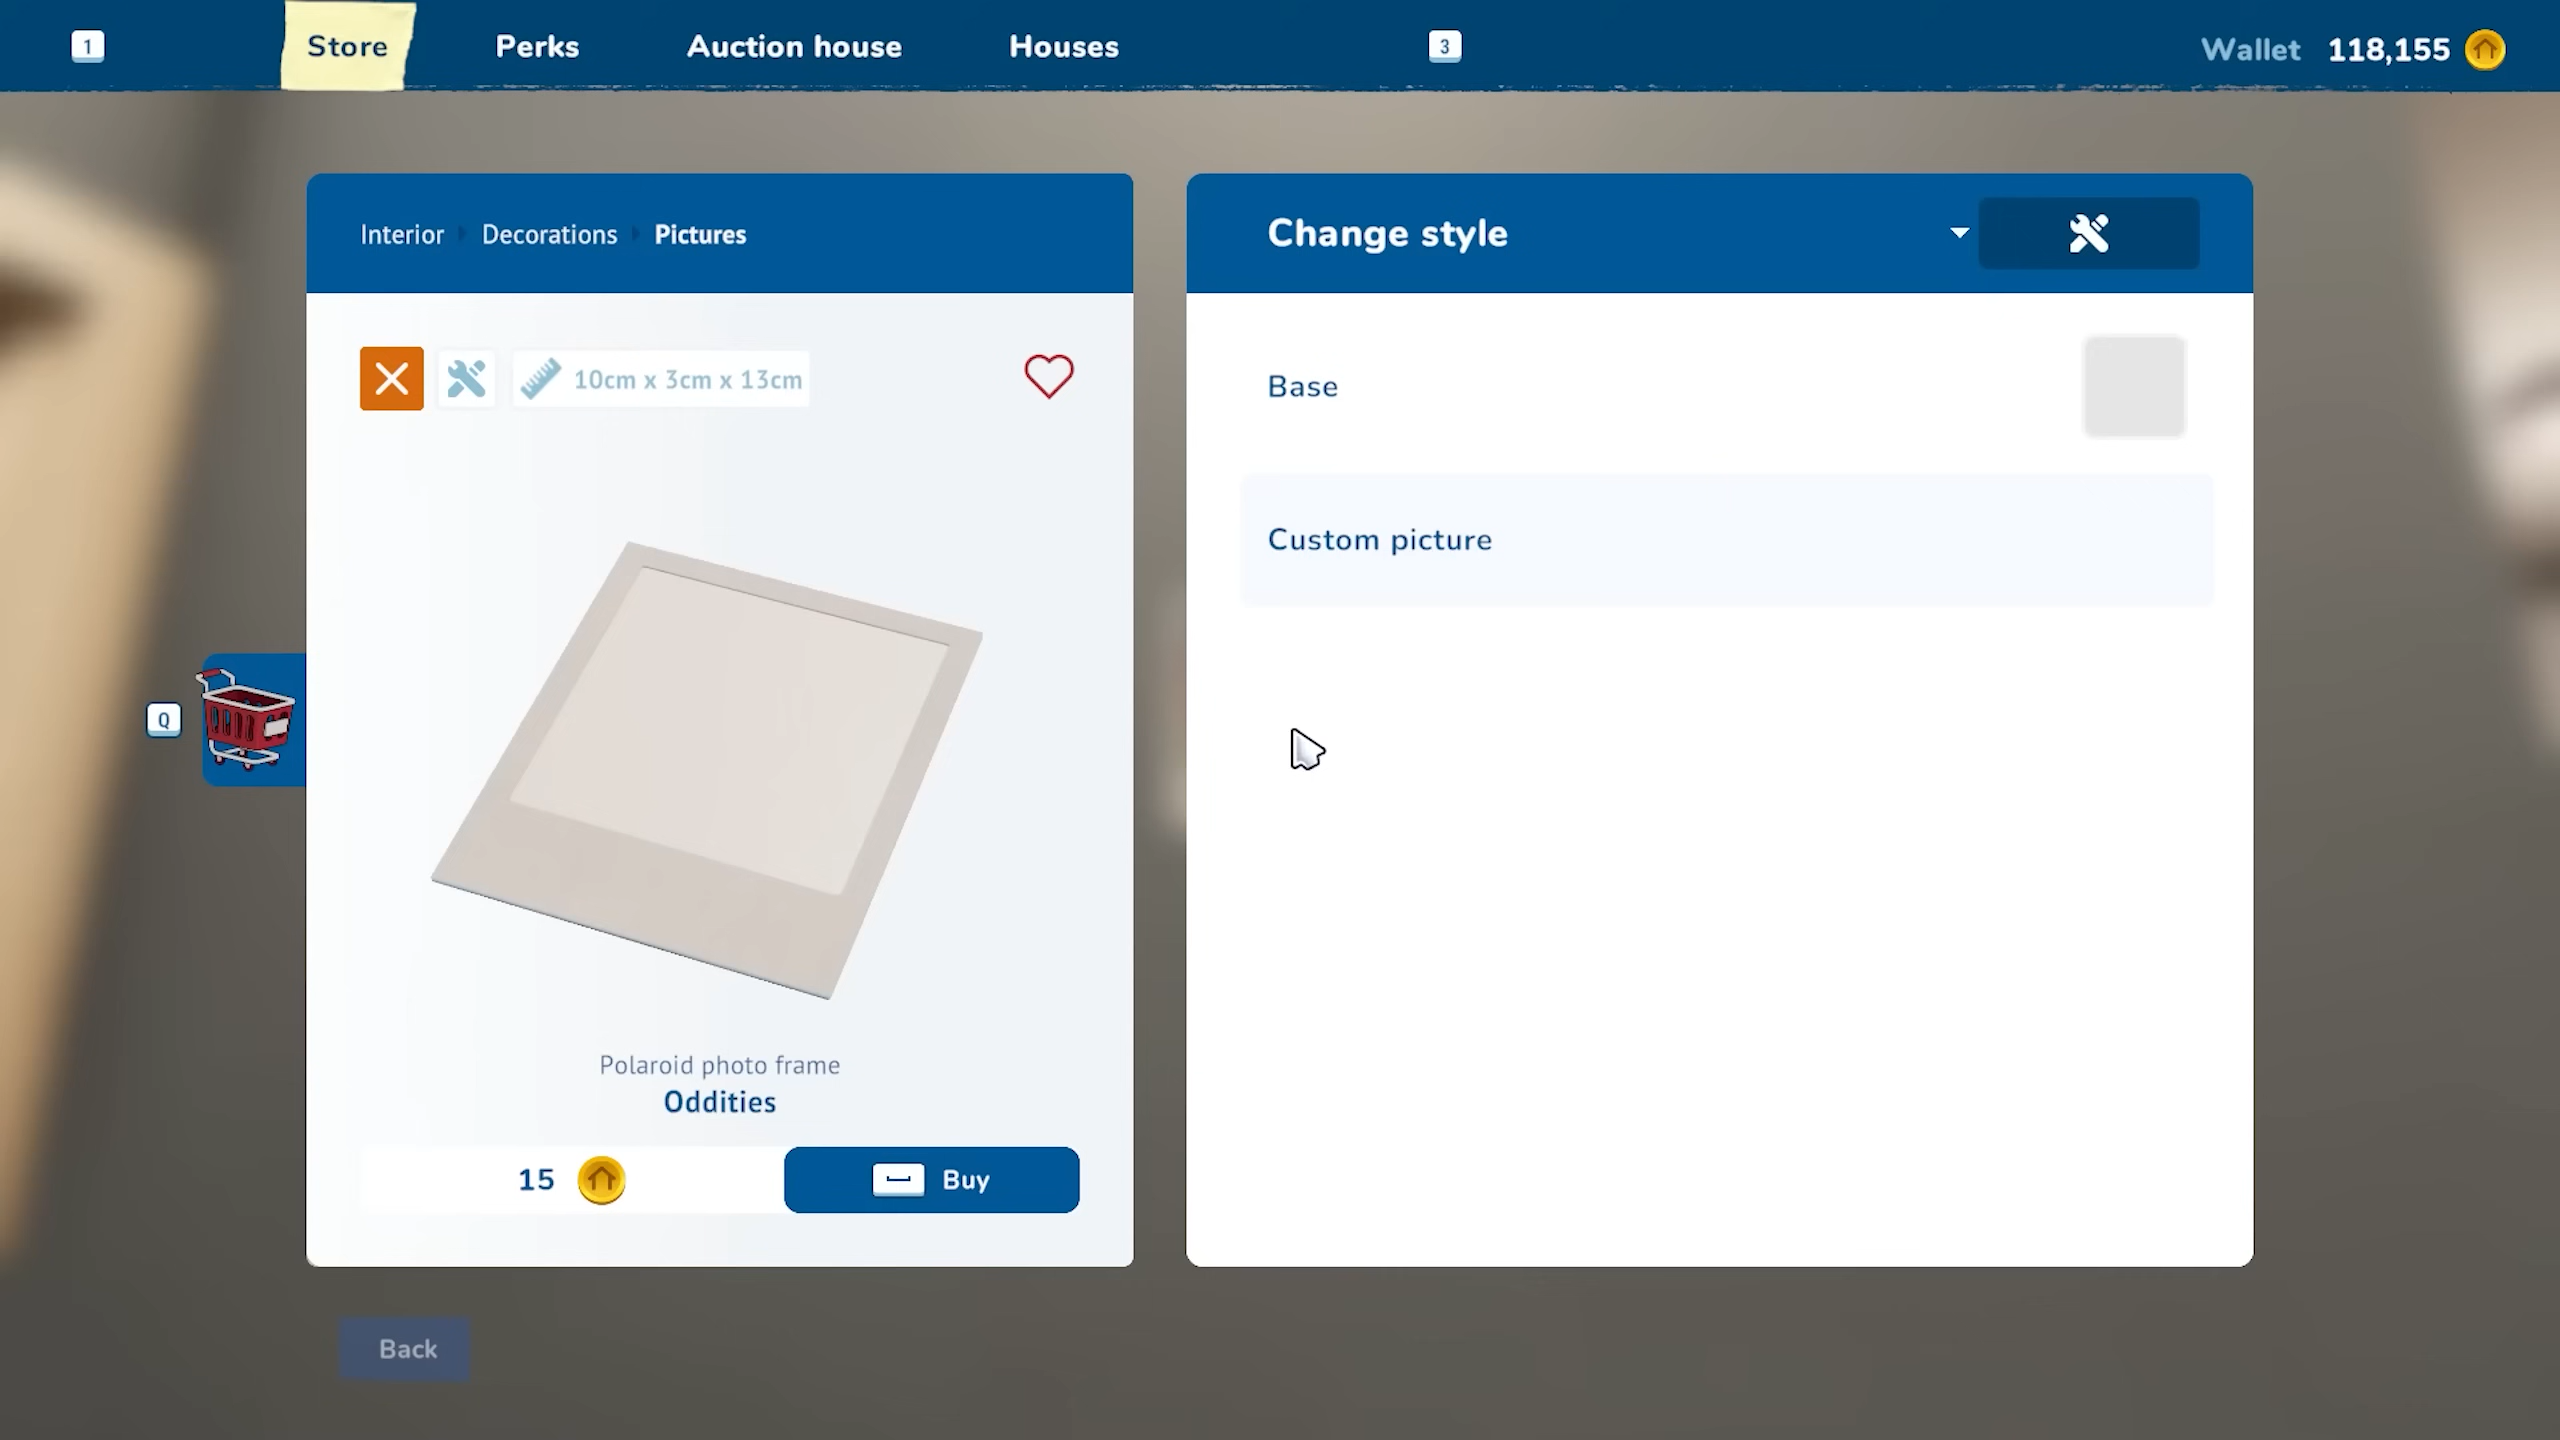 1 Store Perks Auction house Houses 3 Wallet 118,155
Interior Decorations Pictures
10cm x 3cm x 13cm
Q
Polaroid photo frame
Oddities
15 Buy
Change style
Base
Custom picture
Back